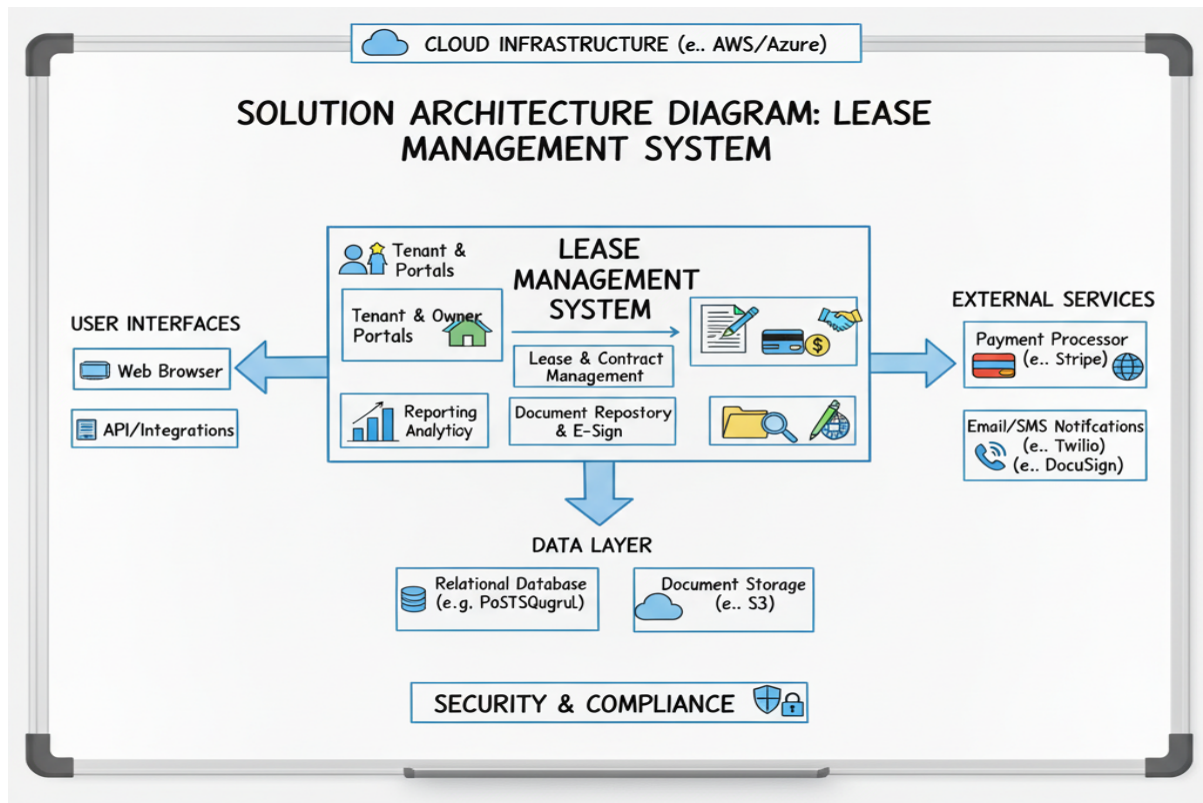 CLOUD INFRASTRUCTURE (e.. AWS/Azure)
SOLUTION ARCHITECTURE DIAGRAM: LEASE
MANAGEMENT SYSTEM
USER INTERFACES
Web Browser
API/Integrations
Tenant &
Portals
LEASE
MANAGEMENT
SYSTEM
Tenant & Owner
Portals
Lease & Contract
Management
$
Reporting
Analyticy
Document Repostory
& E-Sign
EXTERNAL SERVICES
Payment Processor
(e.. Stripe)
Email/SMS Notifcations
(e.. Twilio)
(e.. DocuSign)
DATA LAYER
Relational Database
(e.g. PoSTSQugruL)
Document Storage
(e.. S3)
SECURITY & COMPLIANCE